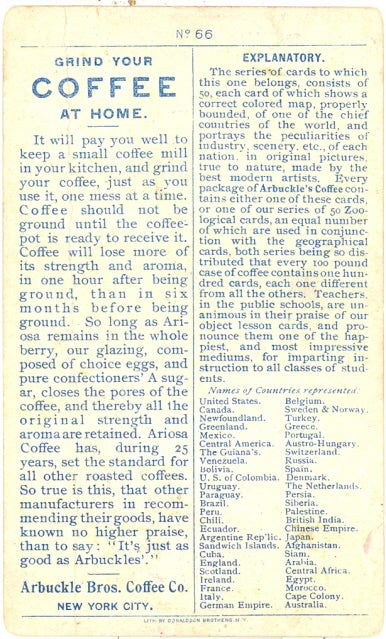 No 66
GRIND YOUR
COFFEE
AT HOME.
It will pay you well to
keep a small coffee mill
in your kitchen, and grind
your coffee, just as you
use it, one mess at a time.
Coffee should not be
ground until the coffee-
pot is ready to receive it.
Coffee will lose more of
its strength and aroma,
in one hour after being
ground, than in six
months before being
ground. So long as Ari-
osa remains in the whole
berry, our glazing, com-
posed of choice eggs, and
pure confectioners' A sug-
ar, closes the pores of the
coffee, and thereby all the
original strength and
aroma are retained. Ariosa
Coffee has, during 25
years, set the standard for
all other roasted coffees.
So true is this, that other
manufacturers in recom-
mending their goods, have
known no higher praise,
than to say: "It's just as
good as Arbuckles'."
Arbuckle Bros. Coffee Co.
NEW YORK CITY.
EXPLANATORY.
The series of cards to which
this one belongs, consists of
50, each card of which shows a
correct colored map, properly
bounded, of one of the chief
countries of the world, and
portrays the peculiarities of
industry, scenery, etc., of each
nation, in original pictures,
true to nature, made by the
best modern artists. Every
package of Arbuckle's Coffee con-
tains either one of these cards,
or one of our series of 50 Zoo-
logical cards, an equal number
of which are used in conjunc-
tion with the geographical
cards, both series being so dis-
tributed that every 100 pound
case of coffee contains one hun-
dred cards, each one different
from all the others. Teachers,
in the public schools, are un-
animous in their praise of our
object lesson cards, and pro-
nounce them one of the hap-
piest, and most impressive
mediums, for imparting in-
struction to all classes of stud-
ents.
Names of Countries represented:
United States. Belgium.
Canada. Sweden & Norway.
Newfoundland. Turkey.
Greenland. Greece.
Mexico. Portugal.
Central America. Austro-Hungary.
The Guiana's. Switzerland.
Venezuela. Russia.
Bolivia. Spain.
U. S. of Colombia. Denmark.
Uruguay. The Netherlands.
Paraguay. Persia.
Brazil. Siberia.
Peru. Palestine.
Chili. British India.
Ecuador. Chinese Empire.
Argentine Rep'lic. Japan.
Sandwich Islands. Afghanistan.
Cuba. Siam.
England. Arabia.
Scotland. Central Africa.
Ireland. Egypt.
France. Morocco.
Italy. Cape Colony.
German Empire. Australia.
LITH. BY DONALDSON BROTHERS, N.Y.